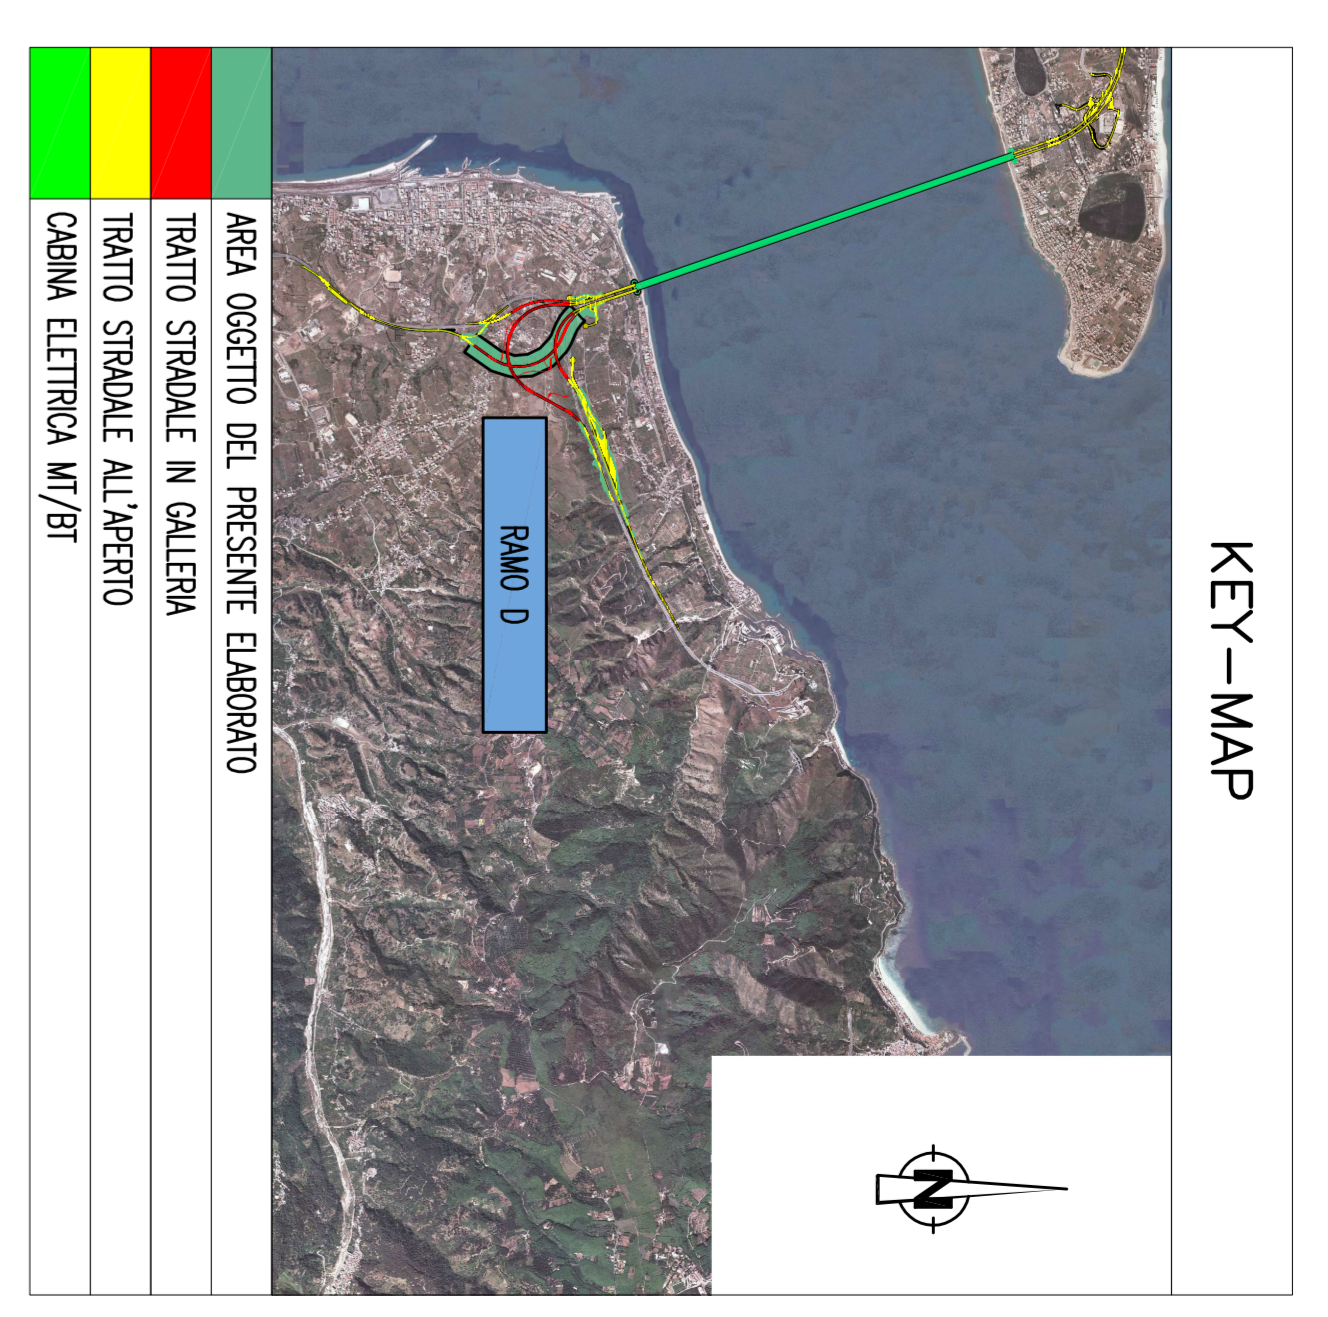 KEY-MAP
N
RAMO D
AREA OGGETTO DEL PRESENTE ELABORATO
TRATTO STRADALE IN GALLERIA
TRATTO STRADALE ALL'APERTO
CABINA ELETTRICA MT/BT